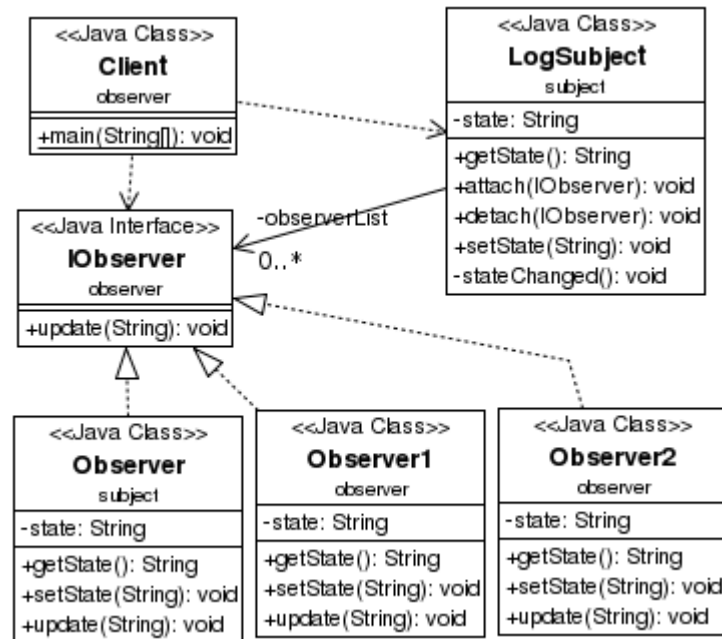 <<Java Class>>
Client
observer
+main(String[]): void
<<Java Class>>
LogSubject
subject
-state: String
+getState(): String
+attach(IObserver): void
+detach(IObserver): void
+setState(String): void
-stateChanged(): void
-observerList
0..*
<<Java Interface>>
IObserver
observer
+update(String): void
<<Java Class>>
Observer
subject
-state: String
+getState(): String
+setState(String): void
+update(String): void
<<Java Class>>
Observer1
observer
-state: String
+getState(): String
+setState(String): void
+update(String): void
<<Java Class>>
Observer2
observer
-state: String
+getState(): String
+setState(String): void
+update(String): void